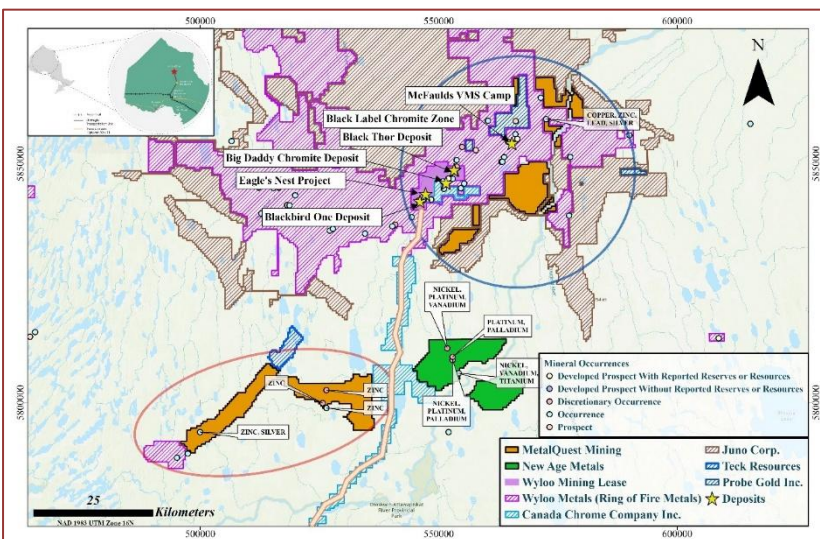 500000
550000
600000
N
5850000
5850000
McFaulds VMS Camp
Black Label Chromite Zone
Black Thor Deposit
Big Daddy Chromite Deposit
Eagle's Nest Project
Blackbird One Deposit
COPPER, ZINC,
LEAD, SILVER
NICKEL,
PLATINUM,
VANADIUM
PLATINUM,
PALLADIUM
NICKEL,
VANADIUM,
TITANIUM
NICKEL,
PLATINUM,
PALLADIUM
ZINC
ZINC
ZINC
ZINC, SILVER
5800000
5800000
Mineral Occurrences
Developed Prospect With Reported Reserves or Resources
Developed Prospect Without Reported Reserves or Resources
Discretionary Occurrence
Occurrence
Prospect
MetalQuest Mining
New Age Metals
Wyloo Mining Lease
Wyloo Metals (Ring of Fire Metals)
Canada Chrome Company Inc.
Juno Corp.
Teck Resources
Probe Gold Inc.
Deposits
25
Kilometers
NAD 1983 UTM Zone 16N
500000
550000
600000